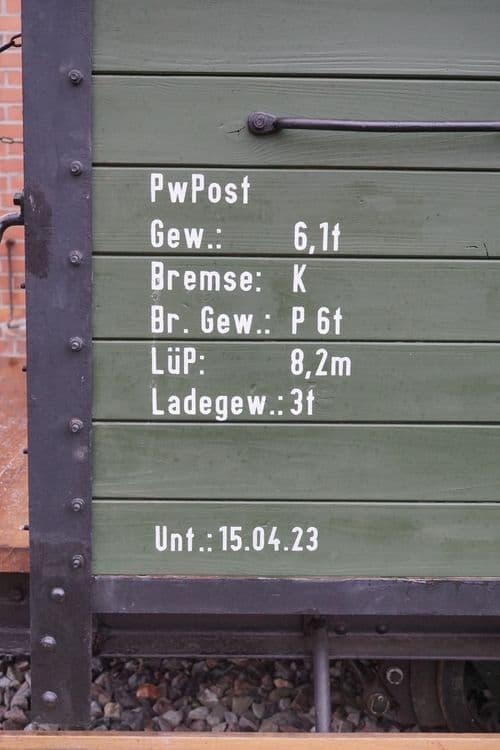 PwPost
Gew.: 6,1t
Bremse: K
Br. Gew.: P 6t
LüP: 8,2m
Ladegew.: 3t
Unt.: 15.04.23